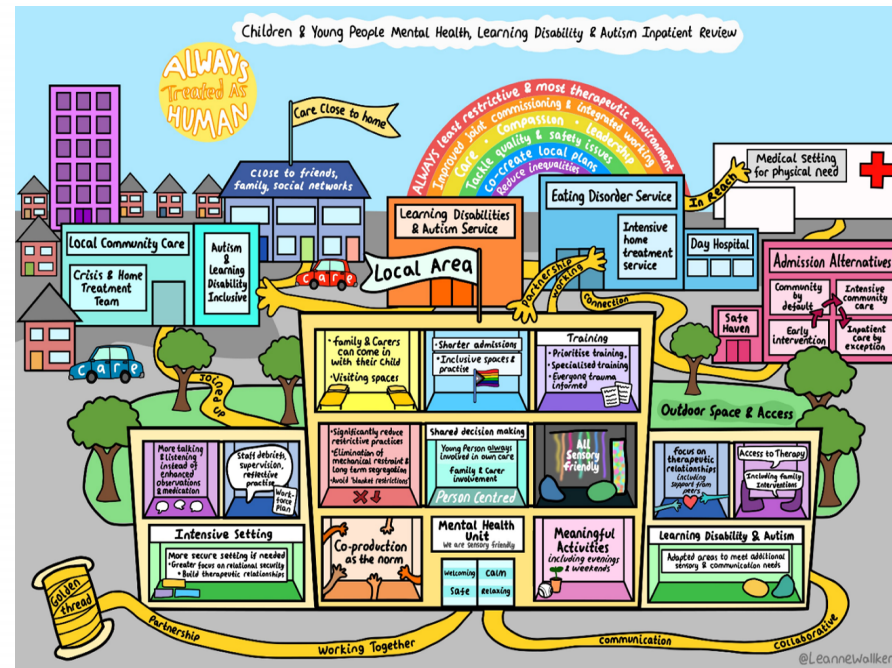 Children & Young People Mental Health, Learning Disability & Autism Inpatient Review
ALWAYS
Treated As
HUMAN
Care Close to home
ALWAYS least restrictive & most therapeutic environment
Improved joint commissioning & integrated working
Care • Compassion • Leadership
Tackle quality & safety issues
co-create local plans
Reduce inequalities
Close to friends,
family, social networks
Medical Setting
for physical need
In Reach
Learning Disabilities
& Autism Service
Eating Disorder Service
Intensive
home
treatment
service
Day Hospital
Local Community Care
Crisis & Home
Treatment
Team
Autism
&
Learning
Disability
Inclusive
care
Local Area
Partnership
working
Connection
Admission Alternatives
Community
by
default
Intensive
community
care
Early
intervention
Inpatient
care by
exception
Safe
Haven
care
Joined up
• family & Carers
can come in
with their Child
• Visiting spaces
• Shorter admissions
• Inclusive spaces &
practise
Training
• Prioritise training,
• Specialised training
• Everyone trauma
informed
Outdoor Space & Access
• Significantly reduce
restrictive practices
• Elimination of
mechanical restraint &
long term segregation
• Avoid 'blanket restrictions'
Shared decision making
Young Person always
involved in own care
family & Carer
involvement
Person Centred
All
Sensory
friendly
More talking
& listening
instead of
enhanced
observations
& medication
Staff debriefs,
supervision,
reflective
practise
Work-
force
Plan
focus on
therapeutic
relationships
including
support from
peers
Access to Therapy
Including family
Interventions
Intensive Setting
More secure setting is needed
• Greater focus on relational security
• Build therapeutic relationships
Co-production
as the norm
Mental Health
Unit
We are sensory friendly
welcoming
calm
safe
relaxing
Meaningful
Activities
including evenings
& weekends
Learning Disability & Autism
Adapted areas to meet additional
sensory & communication needs
Golden
thread
Partnership
Working Together
communication
collaborative
@LeanneWallker